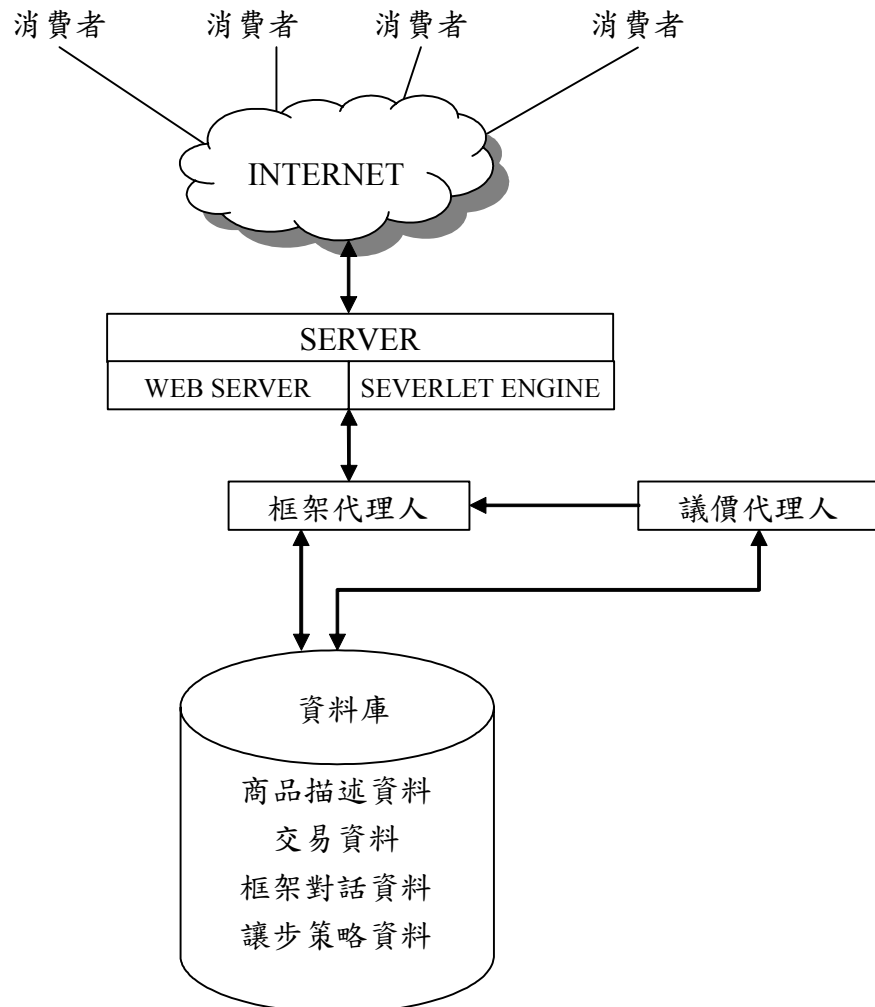 消費者 消費者 消費者 消費者
INTERNET
SERVER
WEB SERVER SEVERLET ENGINE
框架代理人 議價代理人
資料庫
商品描述資料
交易資料
框架對話資料
讓步策略資料